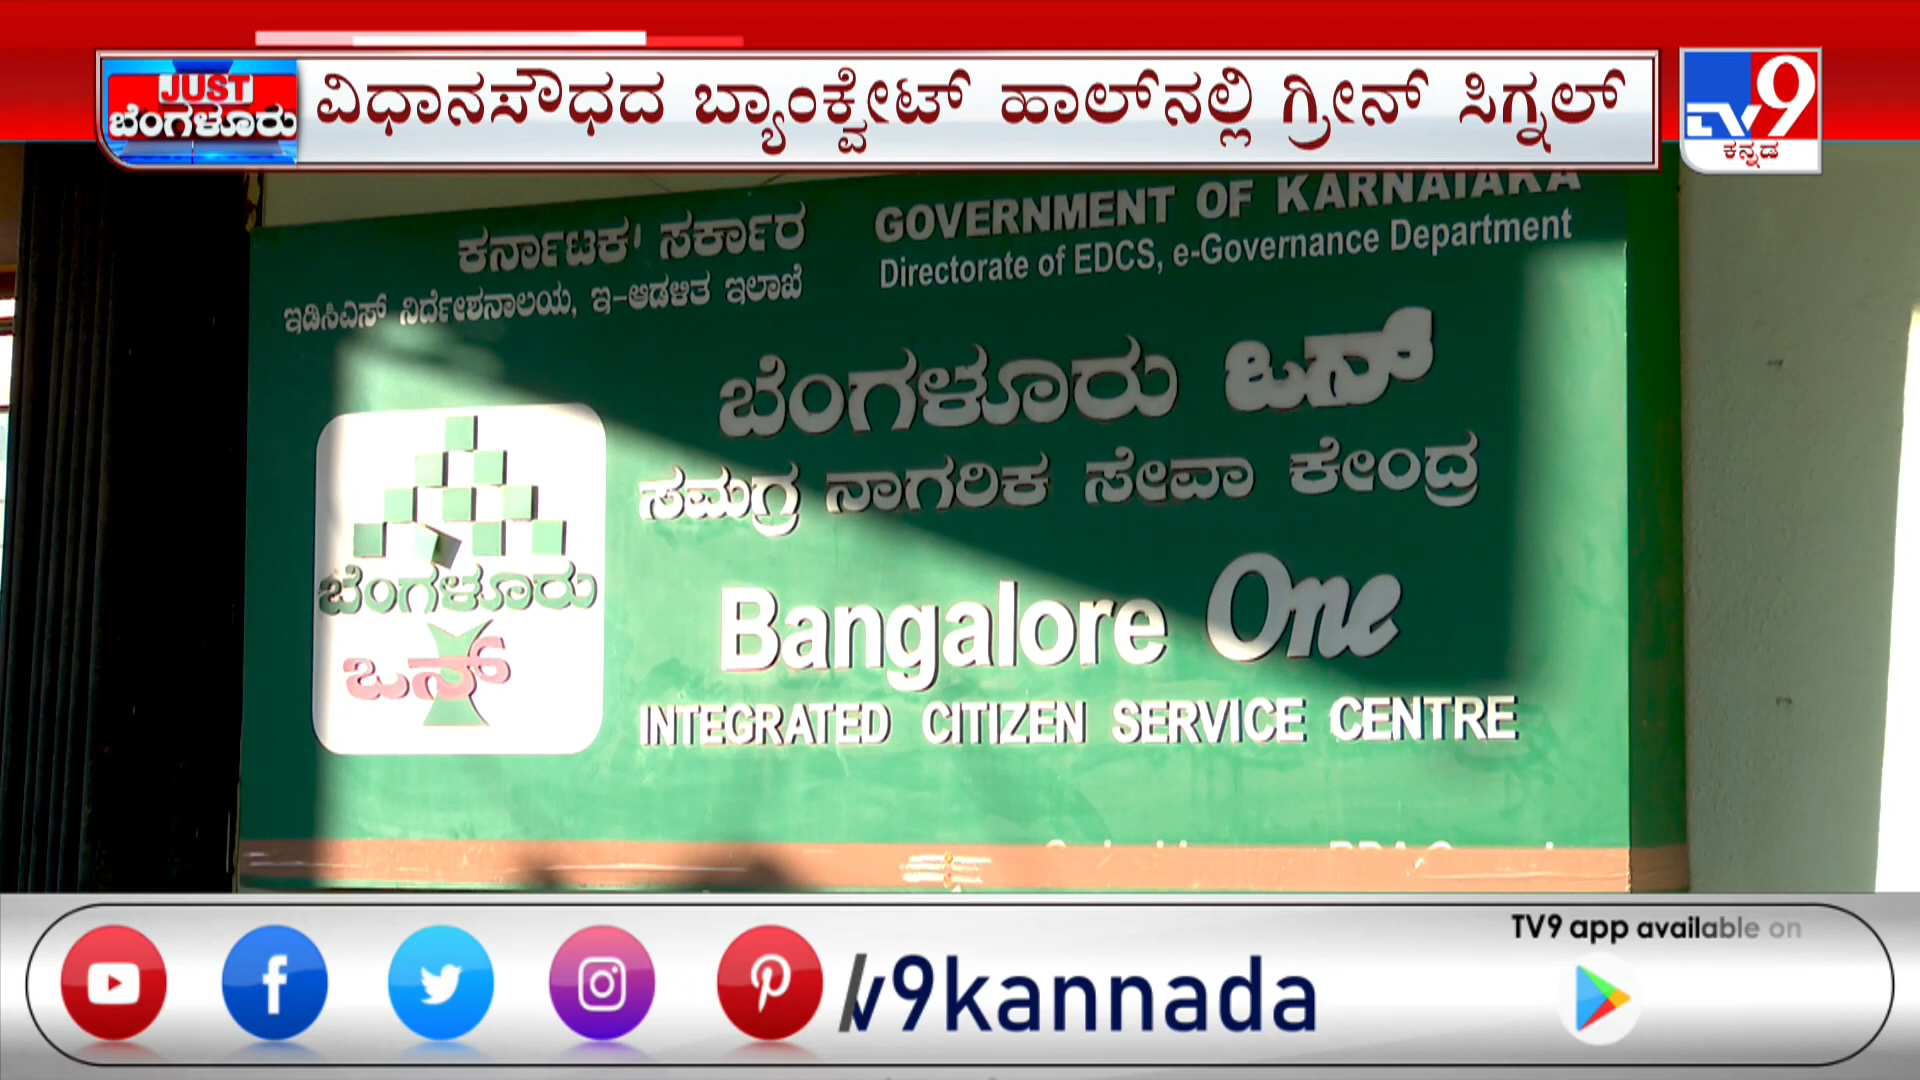 JUST
ಬೆಂಗಳೂರು
ವಿಧಾನಸೌಧದ ಬ್ಯಾಂಕ್ವೇಟ್ ಹಾಲ್‌ನಲ್ಲಿ ಗ್ರೀನ್ ಸಿಗ್ನಲ್
TV9
ಕನ್ನಡ
ಕರ್ನಾಟಕ ಸರ್ಕಾರ
GOVERNMENT OF KARNATAKA
ಇಡಿಸಿಎಸ್ ನಿರ್ದೇಶನಾಲಯ, ಇ-ಆಡಳಿತ ಇಲಾಖೆ
Directorate of EDCS, e-Governance Department
ಬೆಂಗಳೂರು ಒನ್
ಸಮಗ್ರ ನಾಗರಿಕ ಸೇವಾ ಕೇಂದ್ರ
ಬೆಂಗಳೂರು
ಒನ್
Bangalore One
INTEGRATED CITIZEN SERVICE CENTRE
TV9 app available on
v9kannada